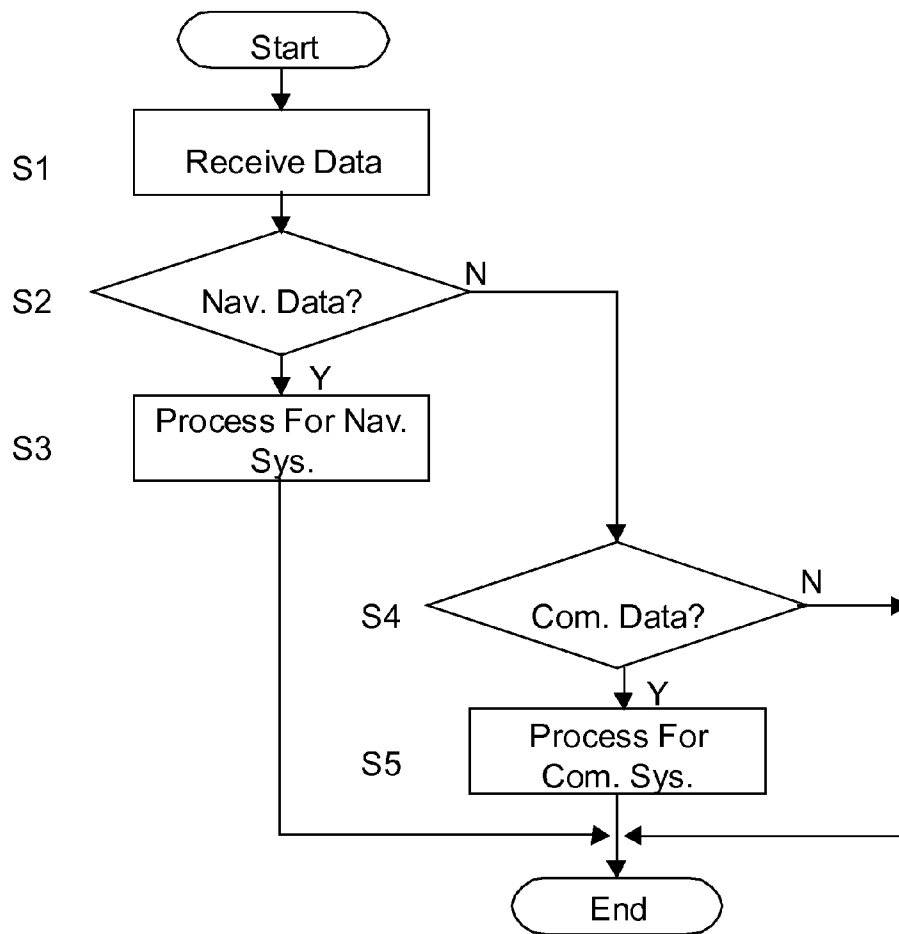 Start
S1
Receive Data
N
S2
Nav. Data?
Y
S3
Process For Nav.
Sys.
N
S4
Com. Data?
Y
S5
Process For
Com. Sys.
End